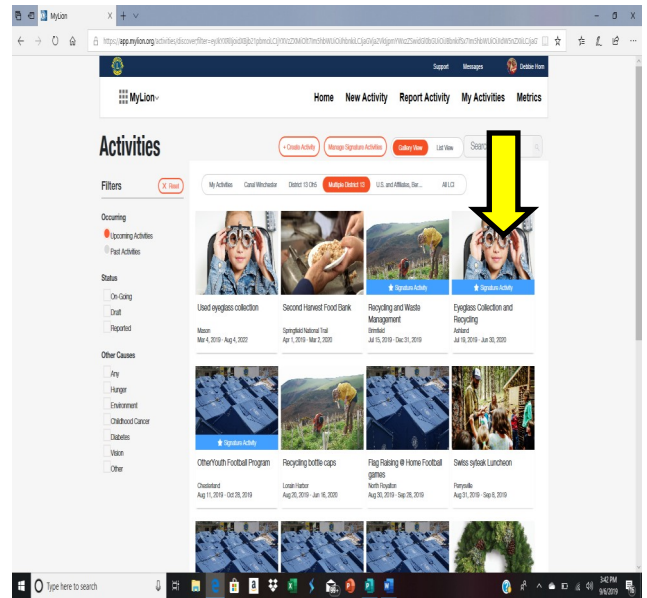 MyLion
https://app.mylion.org/activities/discover
Support Messages Debbie Horn
MyLion
Home New Activity Report Activity My Activities Metrics
Activities
+ Create Activity Manage Signature Activities Gallery View List View
Filters X Reset
My Activities Canal Winchester District 13 OH5 Multiple District 13 U.S. and Affiliates, Ber... All LCI
Occurring
Upcoming Activities
Past Activities
Status
On-Going
Draft
Reported
Other Causes
Any
Hunger
Environment
Childhood Cancer
Diabetes
Vision
Other
Used eyeglass collection
Mason
Mar 4, 2019 - Aug 4, 2022
Second Harvest Food Bank
Springfield National Trail
Apr 1, 2019 - Mar 2, 2020
Signature Activity
Recycling and Waste Management
Brimfield
Jul 15, 2019 - Dec 31, 2019
Signature Activity
Eyeglass Collection and Recycling
Ashland
Jul 19, 2019 - Jun 30, 2020
Signature Activity
OtherYouth Football Program
Chesterland
Aug 11, 2019 - Oct 28, 2019
Recycling bottle caps
Lorain Harbor
Aug 20, 2019 - Jun 16, 2020
Flag Raising @ Home Football games
North Royalton
Aug 30, 2019 - Sep 28, 2019
Swiss syteak Luncheon
Perrysville
Aug 31, 2019 - Sep 8, 2019
Type here to search
3:42 PM
9/6/2019